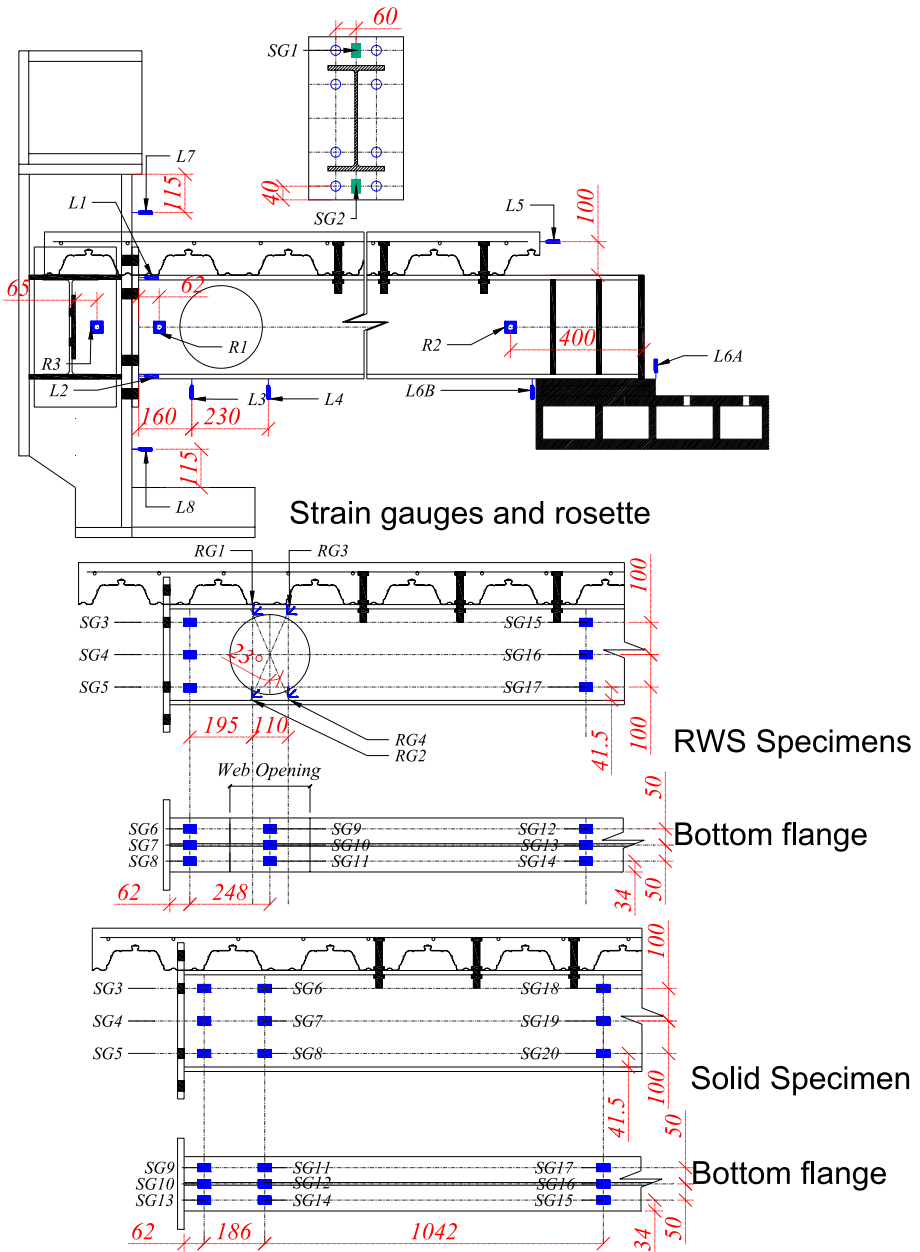 60
SG1
L7
115
L1
40
SG2
L5
100
65
62
R3
R1
R2
400
L2
L3
L4
L6B
L6A
160
230
115
L8
Strain gauges and rosette
RG1
RG3
100
SG3
SG15
SG4
23°
SG16
SG5
SG17
195
110
RG4
RG2
41.5
100
RWS Specimens
Web Opening
50
SG6
SG9
SG12
SG7
SG10
SG13
Bottom flange
SG8
SG11
SG14
62
248
34
50
100
SG3
SG6
SG18
SG4
SG7
SG19
SG5
SG8
SG20
41.5
100
Solid Specimen
50
SG9
SG11
SG17
SG10
SG12
SG16
Bottom flange
SG13
SG14
SG15
62
186
1042
34
50